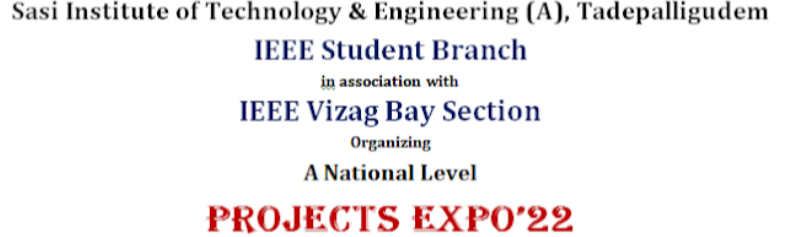 Sasi Institute of Technology & Engineering (A), Tadepalligudem
IEEE Student Branch
in association with
IEEE Vizag Bay Section
Organizing
A National Level
PROJECTS EXPO'22